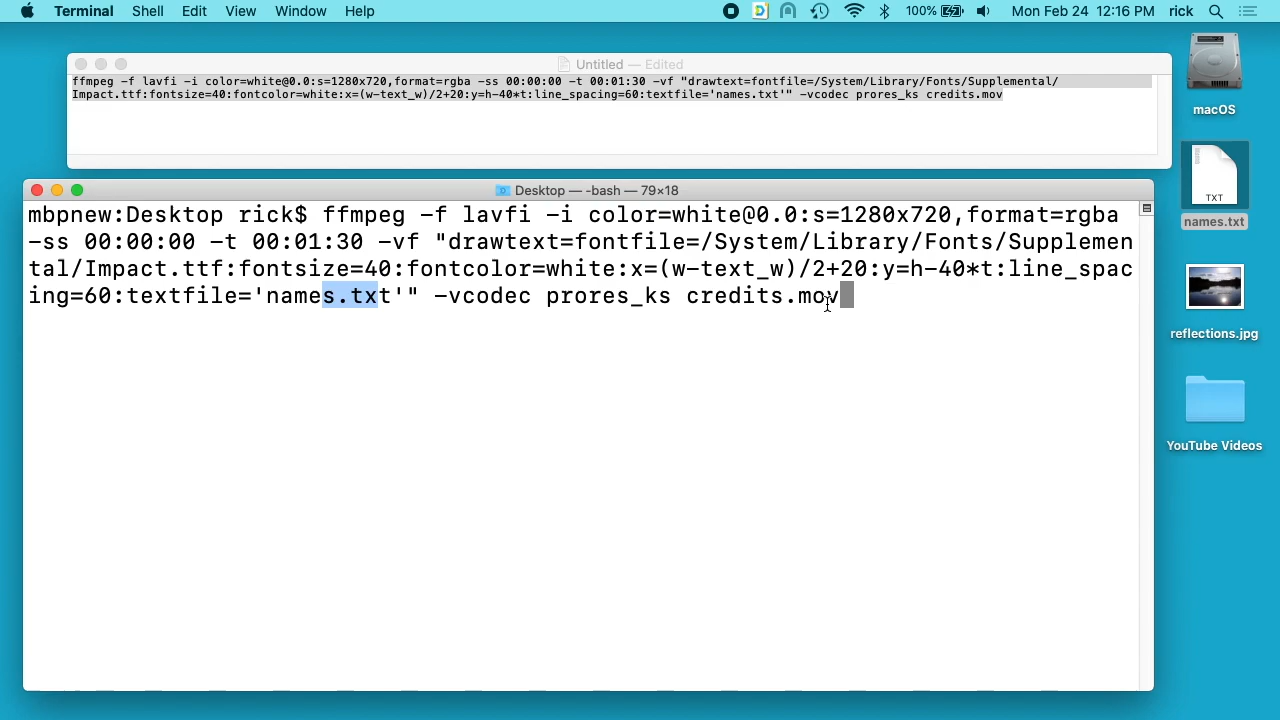 Terminal Shell Edit View Window Help 100% Mon Feb 24 12:16 PM rick
Untitled — Edited
ffmpeg -f lavfi -i color=white@0.0:s=1280x720,format=rgba -ss 00:00:00 -t 00:01:30 -vf "drawtext=fontfile=/System/Library/Fonts/Supplemental/
Impact.ttf:fontsize=40:fontcolor=white:x=(w-text_w)/2+20:y=h-40*t:line_spacing=60:textfile='names.txt'" -vcodec prores_ks credits.mov
macOS
TXT
names.txt
reflections.jpg
YouTube Videos
Desktop — -bash — 79×18
mbpnew:Desktop rick$ ffmpeg -f lavfi -i color=white@0.0:s=1280x720,format=rgba
-ss 00:00:00 -t 00:01:30 -vf "drawtext=fontfile=/System/Library/Fonts/Supplemen
tal/Impact.ttf:fontsize=40:fontcolor=white:x=(w-text_w)/2+20:y=h-40*t:line_spac
ing=60:textfile='names.txt'" -vcodec prores_ks credits.mov